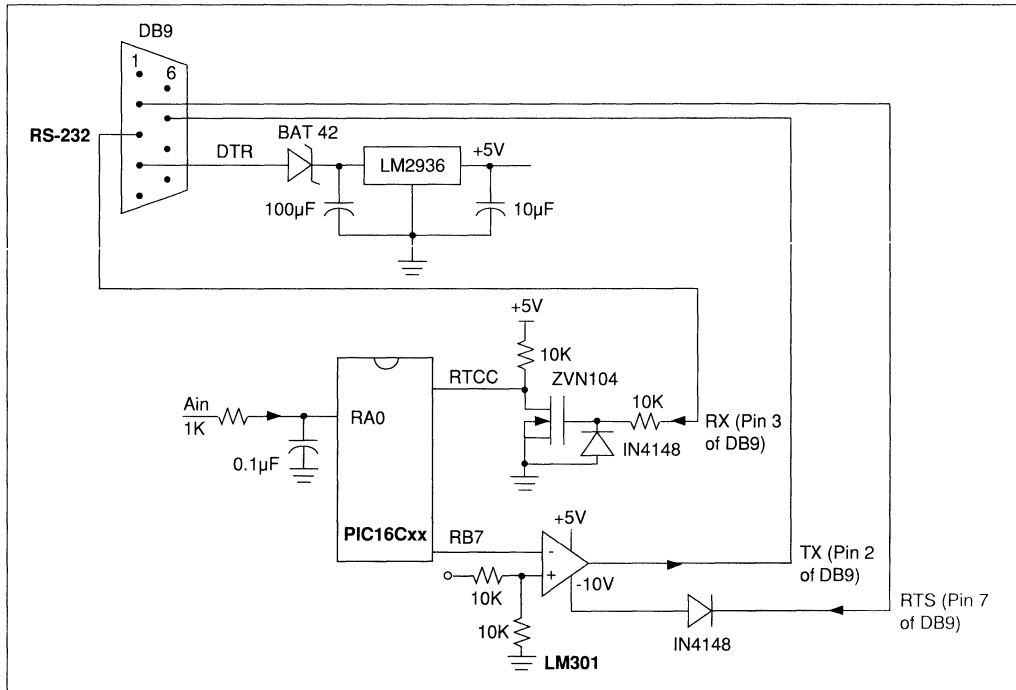 DB9
1 6
RS-232
DTR
BAT 42
LM2936
+5V
100µF
10µF
+5V
10K
RTCC
ZVN104
10K
RX (Pin 3
of DB9)
IN4148
Ain
1K
RA0
0.1µF
PIC16Cxx
RB7
+5V
-
+
-10V
TX (Pin 2
of DB9)
10K
10K
RTS (Pin 7
of DB9)
IN4148
LM301